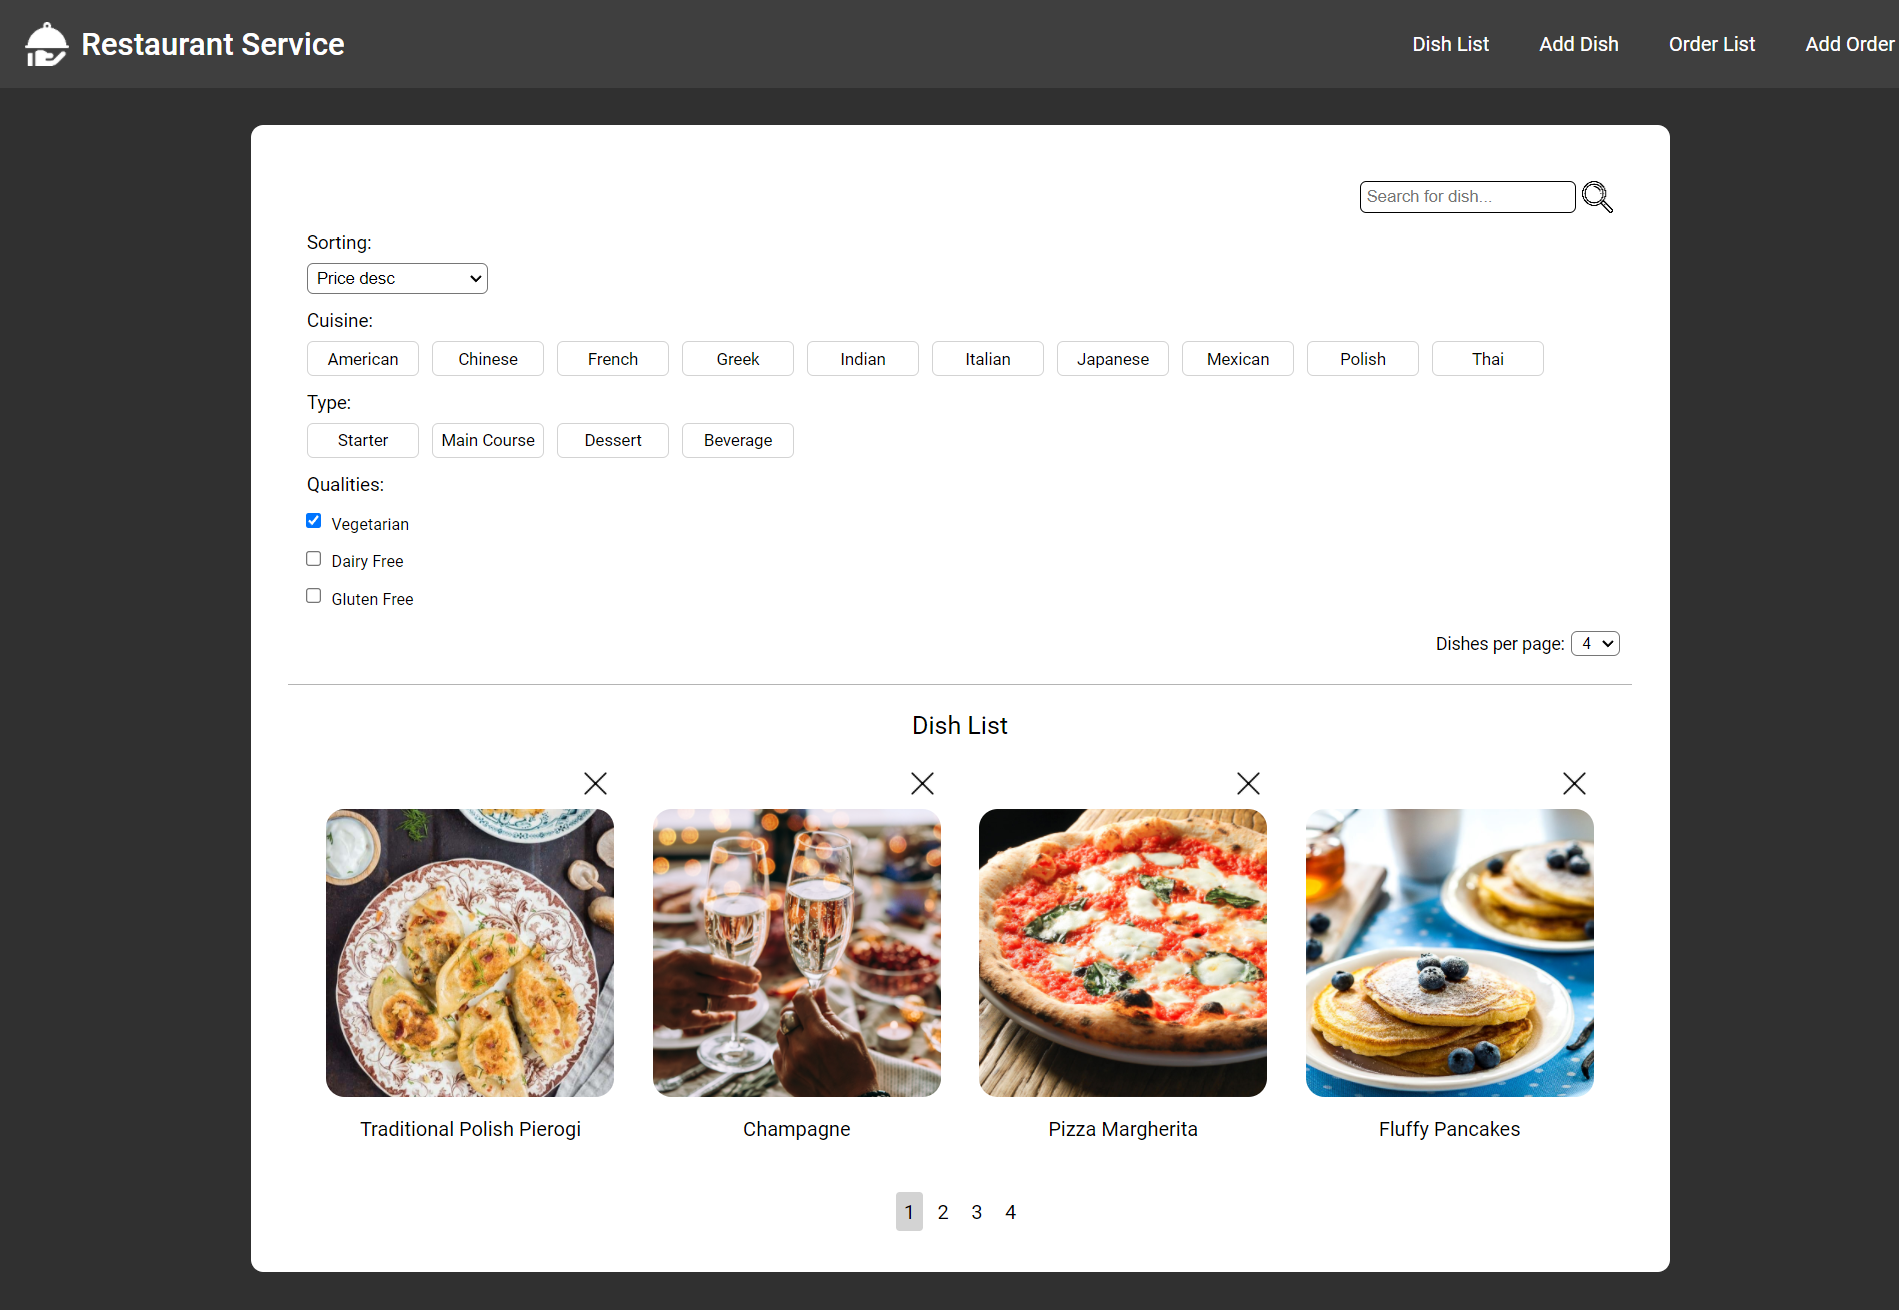 Restaurant Service
Dish List Add Dish Order List Add Order
Search for dish...
Sorting:
Price desc
Cuisine:
American Chinese French Greek Indian Italian Japanese Mexican Polish Thai
Type:
Starter Main Course Dessert Beverage
Qualities:
Vegetarian
Dairy Free
Gluten Free
Dishes per page: 4
Dish List
Traditional Polish Pierogi Champagne Pizza Margherita Fluffy Pancakes
1 2 3 4